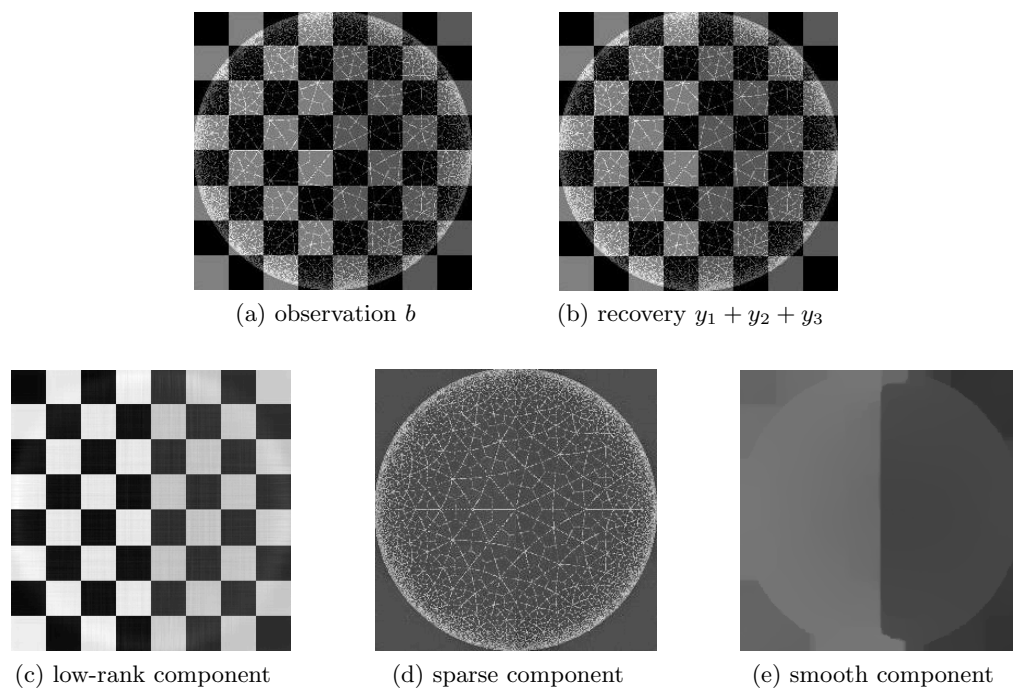 (a) observation b
(b) recovery y₁ + y₂ + y₃
(c) low-rank component
(d) sparse component
(e) smooth component